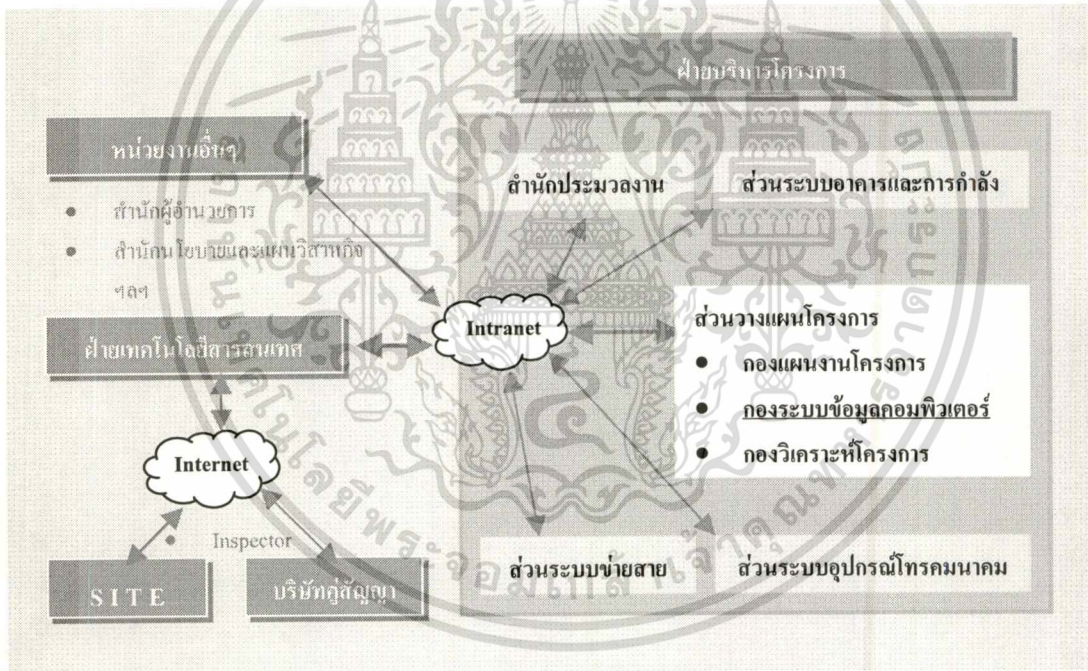 ฝ่ายบริหารโครงการ
หน่วยงานอื่นๆ
● สำนักผู้อำนวยการ
● สำนักนโยบายและแผนวิสาหกิจ
ฯลฯ
ฝ่ายเทคโนโลยีสารสนเทศ
Internet
● Inspector
SITE
บริษัทคู่สัญญา
Intranet
สำนักประมวลงาน
ส่วนระบบอาคารและการกำลัง
ส่วนวางแผนโครงการ
● กองแผนงานโครงการ
● กองระบบข้อมูลคอมพิวเตอร์
● กองวิเคราะห์โครงการ
ส่วนระบบข่ายสาย
ส่วนระบบอุปกรณ์โทรคมนาคม